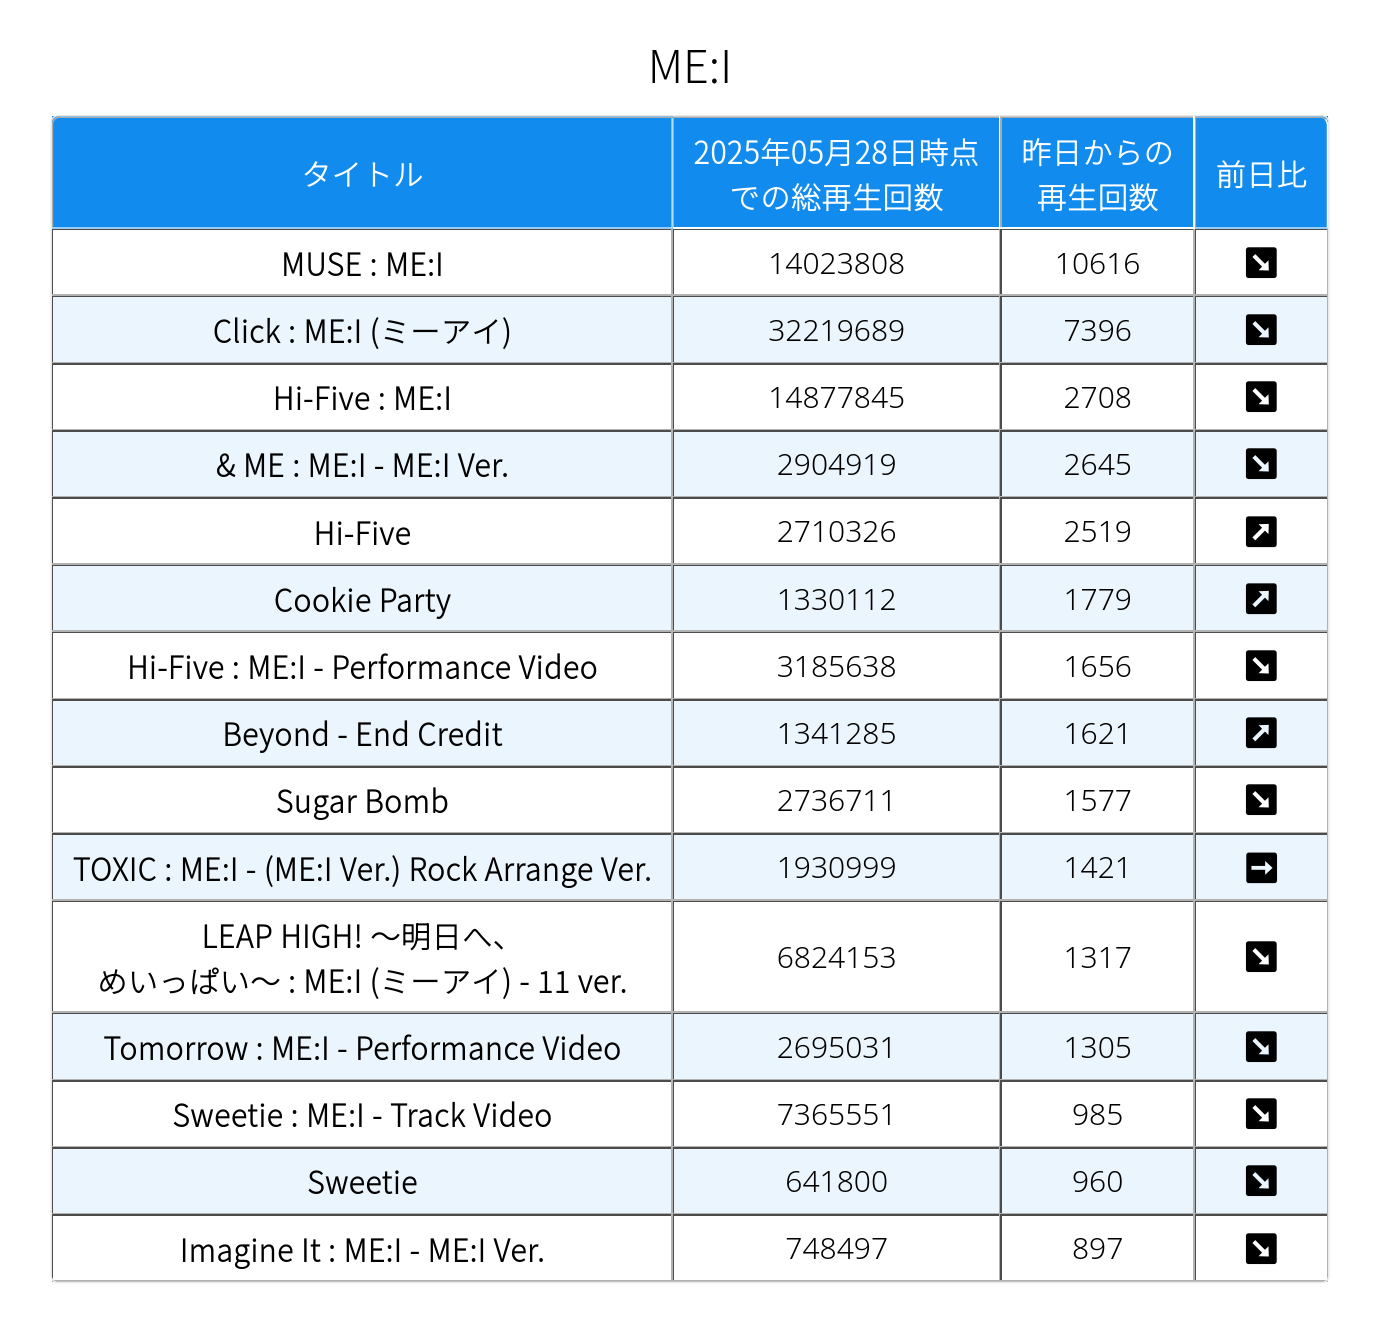 ME:I
タイトル
2025年05月28日時点
での総再生回数
昨日からの
再生回数
前日比
MUSE : ME:I 14023808 10616 ↘
Click : ME:I (ミーアイ) 32219689 7396 ↘
Hi-Five : ME:I 14877845 2708 ↘
& ME : ME:I - ME:I Ver. 2904919 2645 ↘
Hi-Five 2710326 2519 ↗
Cookie Party 1330112 1779 ↗
Hi-Five : ME:I - Performance Video 3185638 1656 ↘
Beyond - End Credit 1341285 1621 ↗
Sugar Bomb 2736711 1577 ↘
TOXIC : ME:I - (ME:I Ver.) Rock Arrange Ver. 1930999 1421 →
LEAP HIGH! 〜明日へ、
めいっぱい〜 : ME:I (ミーアイ) - 11 ver. 6824153 1317 ↘
Tomorrow : ME:I - Performance Video 2695031 1305 ↘
Sweetie : ME:I - Track Video 7365551 985 ↘
Sweetie 641800 960 ↘
Imagine It : ME:I - ME:I Ver. 748497 897 ↘